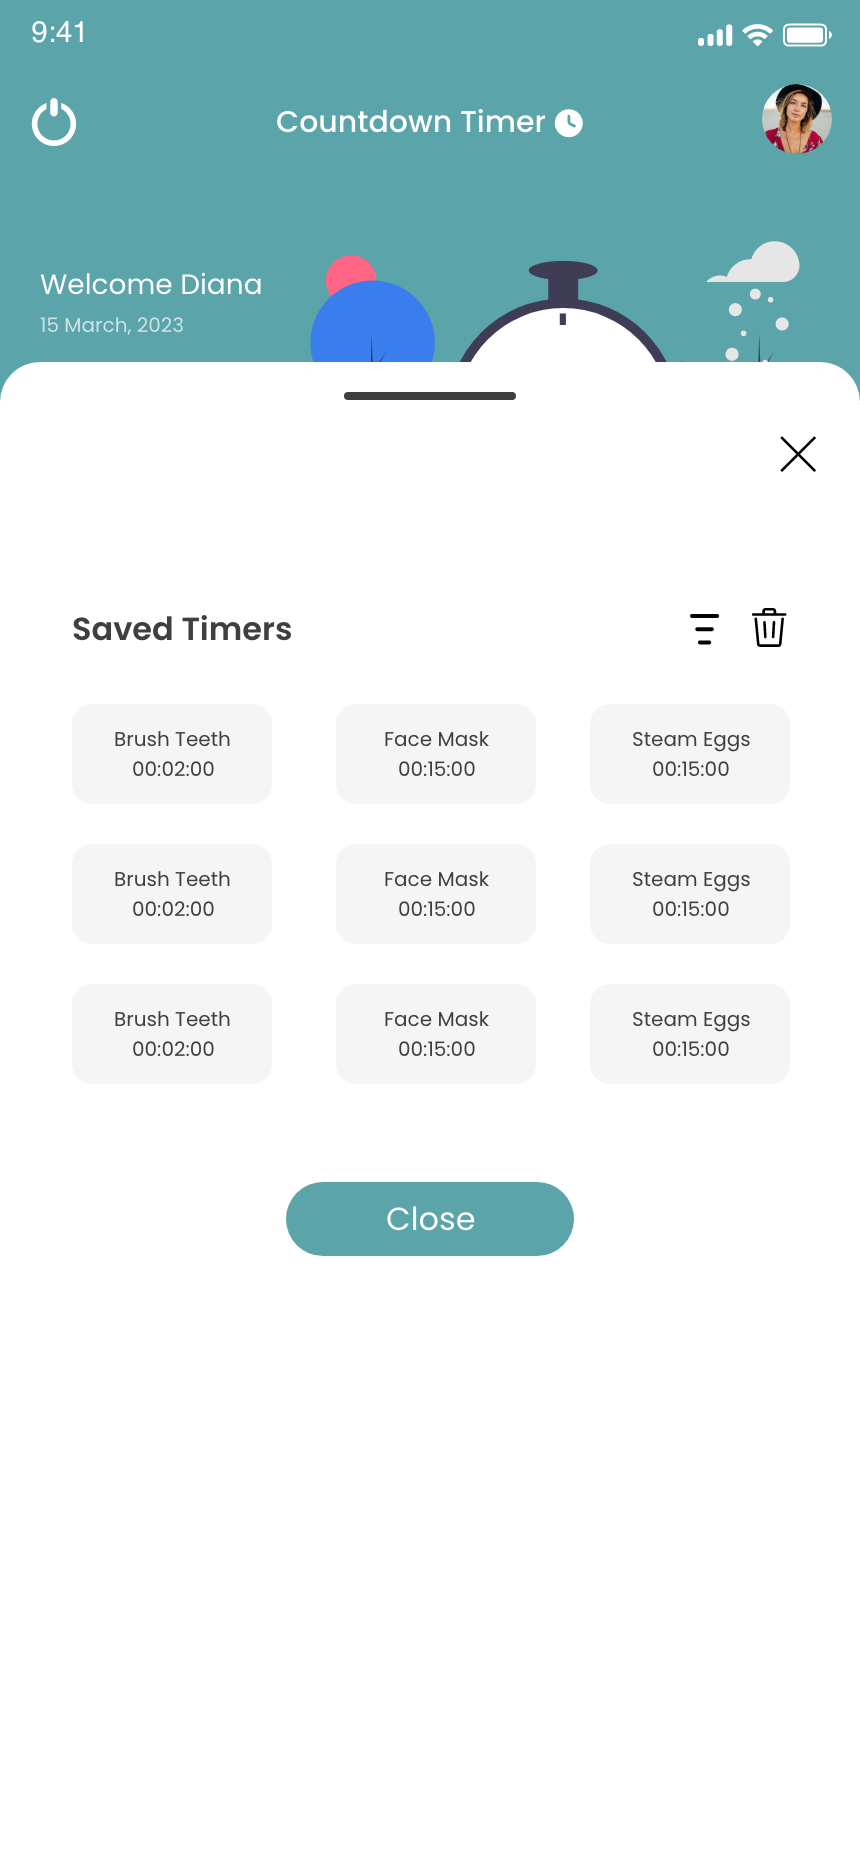 9:41
Countdown Timer
Welcome Diana
15 March, 2023
Saved Timers
Brush Teeth
00:02:00
Face Mask
00:15:00
Steam Eggs
00:15:00
Brush Teeth
00:02:00
Face Mask
00:15:00
Steam Eggs
00:15:00
Brush Teeth
00:02:00
Face Mask
00:15:00
Steam Eggs
00:15:00
Close